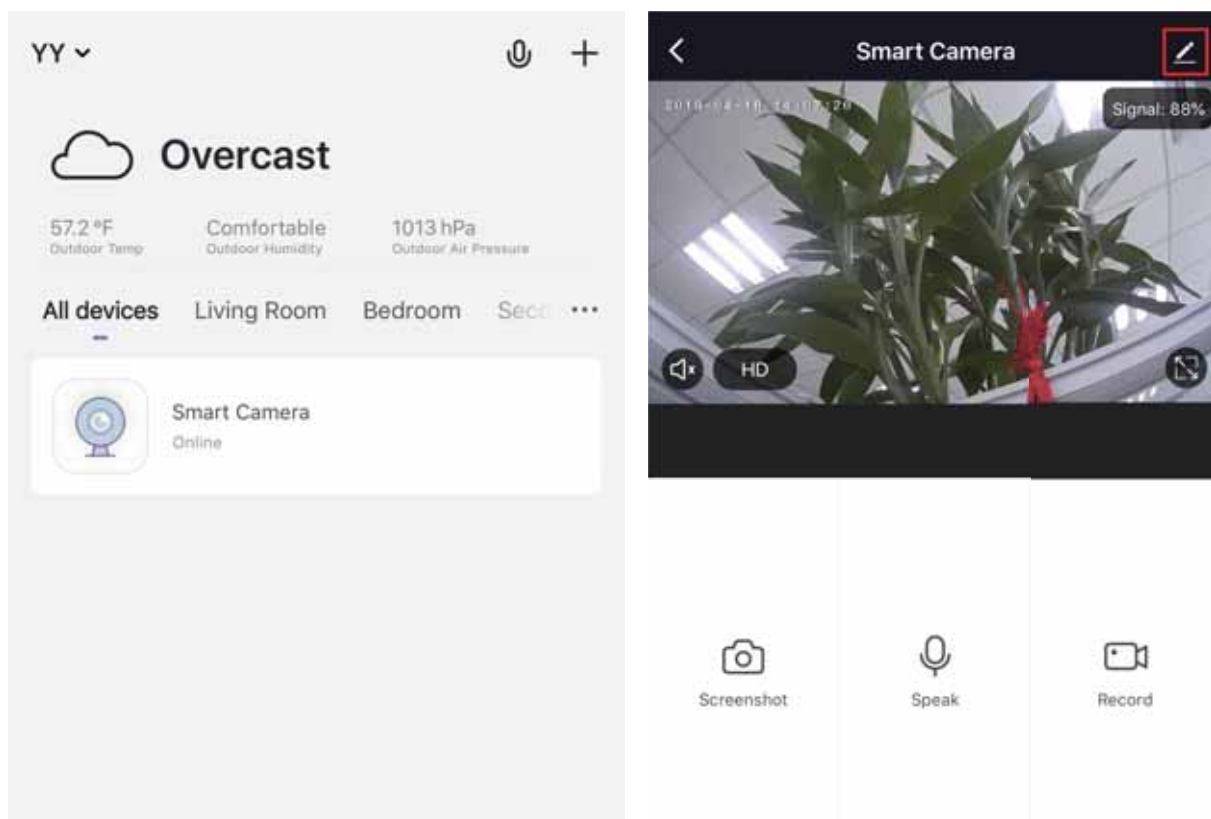 YY
Overcast
57.2 °F Comfortable 1013 hPa
Outdoor Temp Outdoor Humidity Outdoor Air Pressure
All devices Living Room Bedroom Seco ...
Smart Camera
Online
Smart Camera
Signal: 88%
HD
Screenshot Speak Record